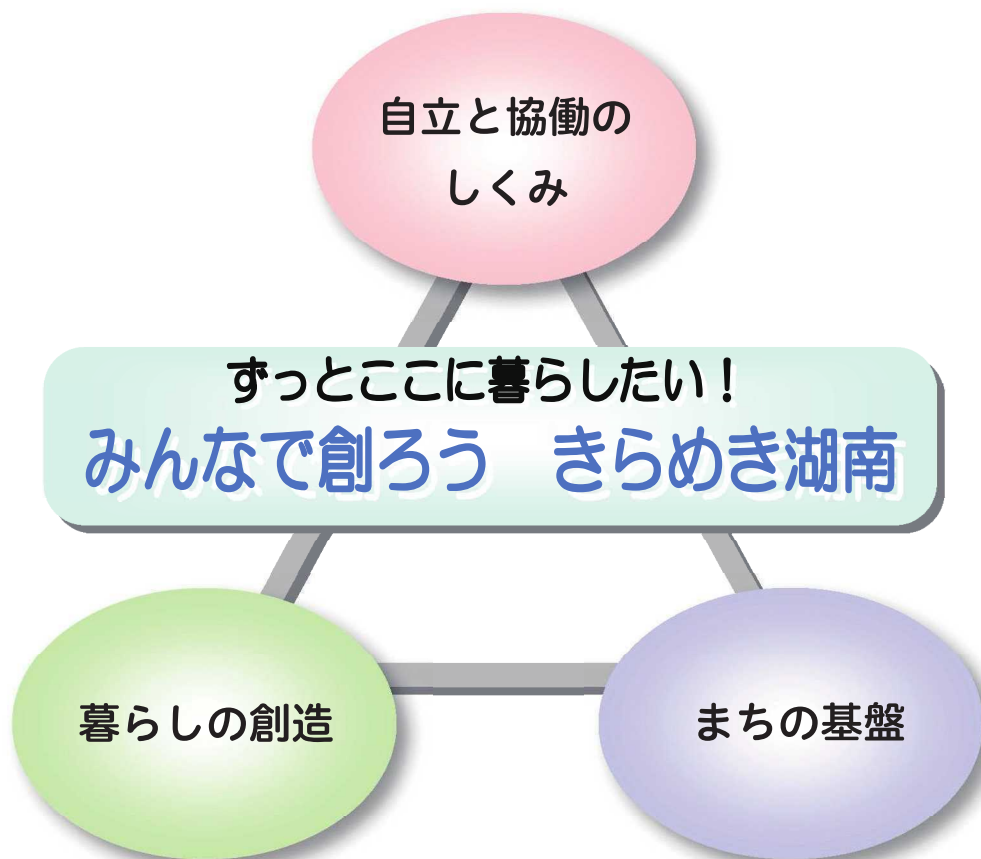 自立と協働の
しくみ
ずっとここに暮らしたい！
みんなで創ろう　きらめき湖南
暮らしの創造
まちの基盤